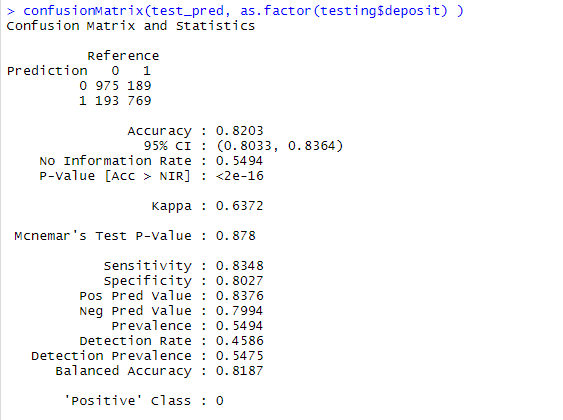 > confusionMatrix(test_pred, as.factor(testing$deposit) )
Confusion Matrix and Statistics
Reference
Prediction 0 1
0 975 189
1 193 769
Accuracy : 0.8203
95% CI : (0.8033, 0.8364)
No Information Rate : 0.5494
P-Value [Acc > NIR] : <2e-16
Kappa : 0.6372
Mcnemar's Test P-Value : 0.878
Sensitivity : 0.8348
Specificity : 0.8027
Pos Pred Value : 0.8376
Neg Pred Value : 0.7994
Prevalence : 0.5494
Detection Rate : 0.4586
Detection Prevalence : 0.5475
Balanced Accuracy : 0.8187
'Positive' Class : 0